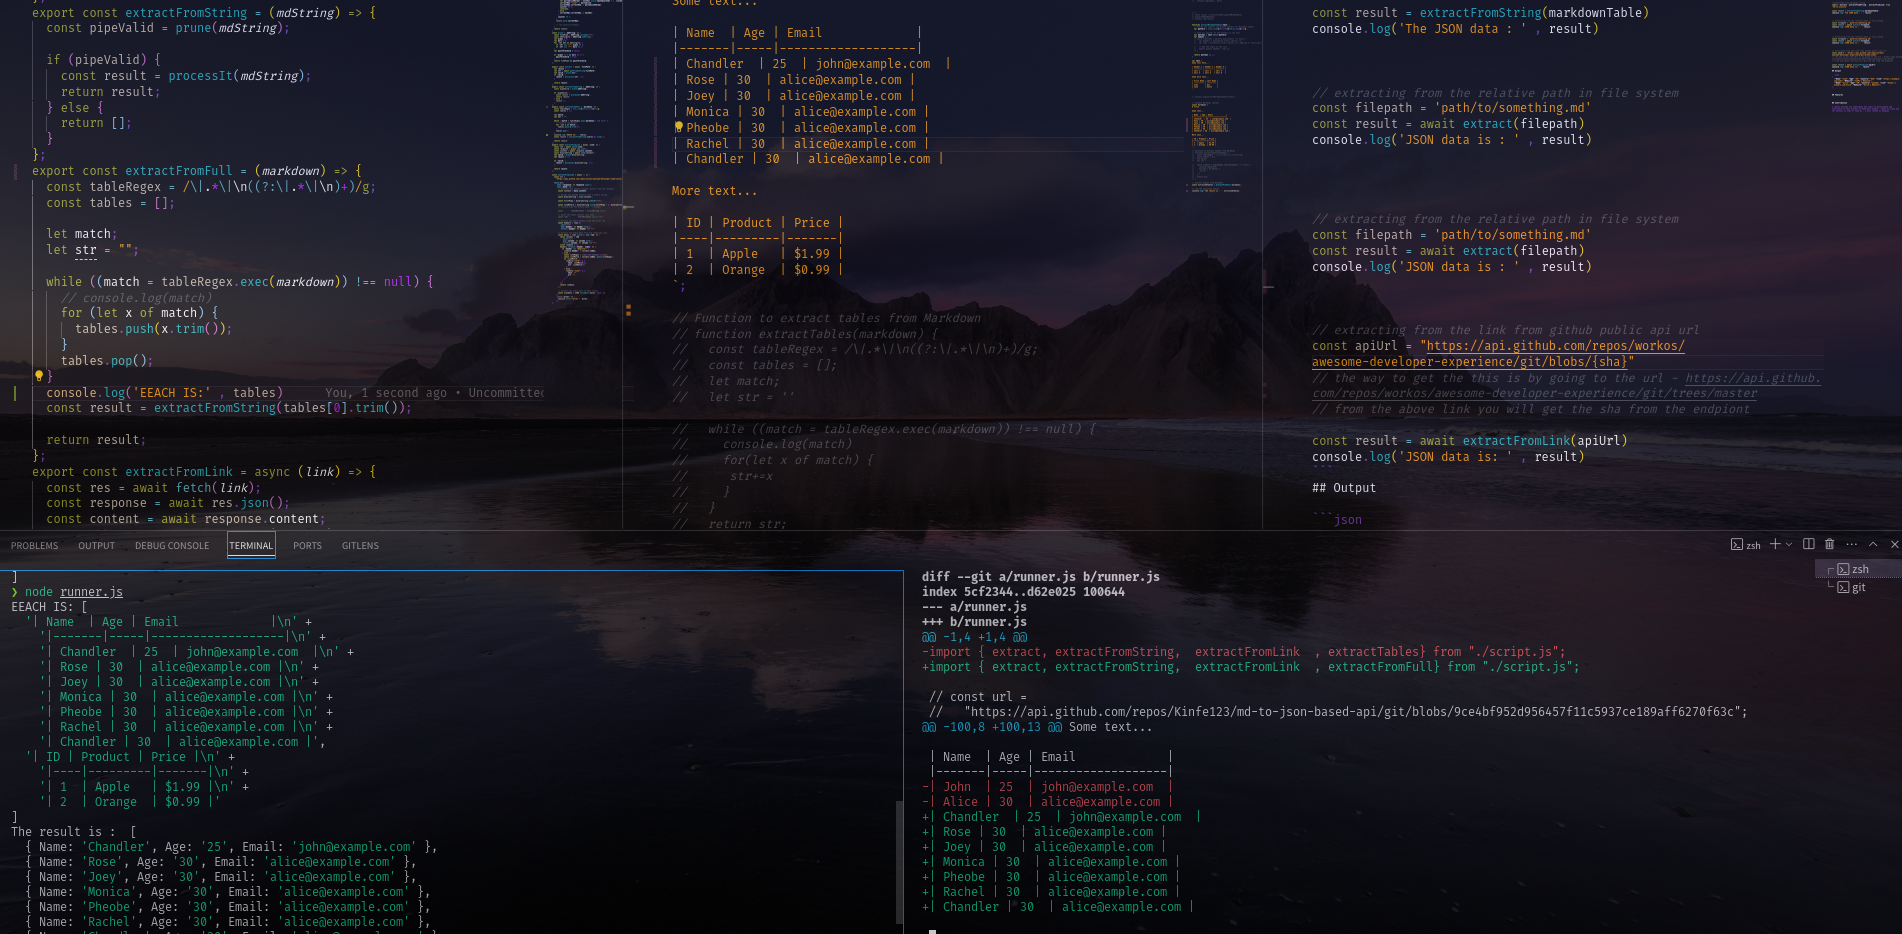 export const extractFromString = (mdString) => {
const pipeValid = prune(mdString);
if (pipeValid) {
const result = processIt(mdString);
return result;
} else {
return [];
}
};
export const extractFromFull = (markdown) => {
const tableRegex = /\|.*\|\n((?:\|.*\|\n)+)/g;
const tables = [];
let match;
let str = "";
while ((match = tableRegex.exec(markdown)) !== null) {
// console.log(match)
for (let x of match) {
tables.push(x.trim());
}
tables.pop();
}
console.log('EEACH IS:' , tables)      You, 1 second ago • Uncommitted
const result = extractFromString(tables[0].trim());
return result;
};
export const extractFromLink = async (link) => {
const res = await fetch(link);
const response = await res.json();
const content = await response.content;
Some text...
| Name  | Age | Email             |
|-------|-----|-------------------|
| Chandler  | 25  | john@example.com  |
| Rose | 30  | alice@example.com |
| Joey | 30  | alice@example.com |
| Monica | 30  | alice@example.com |
| Pheobe | 30  | alice@example.com |
| Rachel | 30  | alice@example.com |
| Chandler | 30  | alice@example.com |
More text...
| ID | Product | Price |
|----|---------|-------|
| 1  | Apple   | $1.99 |
| 2  | Orange  | $0.99 |
`;
// Function to extract tables from Markdown
// function extractTables(markdown) {
//   const tableRegex = /\|.*\|\n((?:\|.*\|\n)+)/g;
//   const tables = [];
//   let match;
//   let str = ''
//   while ((match = tableRegex.exec(markdown)) !== null) {
//     console.log(match)
//     for(let x of match) {
//      str+=x
//     }
//   }
//   return str;
const result = extractFromString(markdownTable)
console.log('The JSON data : ' , result)
// extracting from the relative path in file system
const filepath = 'path/to/something.md'
const result = await extract(filepath)
console.log('JSON data is : ' , result)
// extracting from the relative path in file system
const filepath = 'path/to/something.md'
const result = await extract(filepath)
console.log('JSON data is : ' , result)
// extracting from the link from github public api url
const apiUrl = "https://api.github.com/repos/workos/
awesome-developer-experience/git/blobs/{sha}"
// the way to get the this is by going to the url - https://api.github.
com/repos/workos/awesome-developer-experience/git/trees/master
// from the above link you will get the sha from the endpiont
const result = await extractFromLink(apiUrl)
console.log('JSON data is: ' , result)
```
## Output
```json
PROBLEMS OUTPUT DEBUG CONSOLE TERMINAL PORTS GITLENS
zsh
]
❯ node runner.js
EEACH IS: [
'| Name  | Age | Email             |\n' +
'|-------|-----|-------------------|\n' +
'| Chandler  | 25  | john@example.com  |\n' +
'| Rose | 30  | alice@example.com |\n' +
'| Joey | 30  | alice@example.com |\n' +
'| Monica | 30  | alice@example.com |\n' +
'| Pheobe | 30  | alice@example.com |\n' +
'| Rachel | 30  | alice@example.com |\n' +
'| Chandler | 30  | alice@example.com |',
'| ID | Product | Price |\n' +
'|----|---------|-------|\n' +
'| 1  | Apple   | $1.99 |\n' +
'| 2  | Orange  | $0.99 |'
]
The result is :  [
{ Name: 'Chandler', Age: '25', Email: 'john@example.com' },
{ Name: 'Rose', Age: '30', Email: 'alice@example.com' },
{ Name: 'Joey', Age: '30', Email: 'alice@example.com' },
{ Name: 'Monica', Age: '30', Email: 'alice@example.com' },
{ Name: 'Pheobe', Age: '30', Email: 'alice@example.com' },
{ Name: 'Rachel', Age: '30', Email: 'alice@example.com' },
diff --git a/runner.js b/runner.js
index 5cf2344..d62e025 100644
--- a/runner.js
+++ b/runner.js
@@ -1,4 +1,4 @@
-import { extract, extractFromString,  extractFromLink  , extractTables} from "./script.js";
+import { extract, extractFromString,  extractFromLink  , extractFromFull} from "./script.js";
// const url =
//   "https://api.github.com/repos/Kinfe123/md-to-json-based-api/git/blobs/9ce4bf952d956457f11c5937ce189aff6270f63c";
@@ -100,8 +100,13 @@ Some text...
| Name  | Age | Email             |
|-------|-----|-------------------|
-| John  | 25  | john@example.com  |
-| Alice | 30  | alice@example.com |
+| Chandler  | 25  | john@example.com  |
+| Rose | 30  | alice@example.com |
+| Joey | 30  | alice@example.com |
+| Monica | 30  | alice@example.com |
+| Pheobe | 30  | alice@example.com |
+| Rachel | 30  | alice@example.com |
+| Chandler | 30  | alice@example.com |
zsh
git